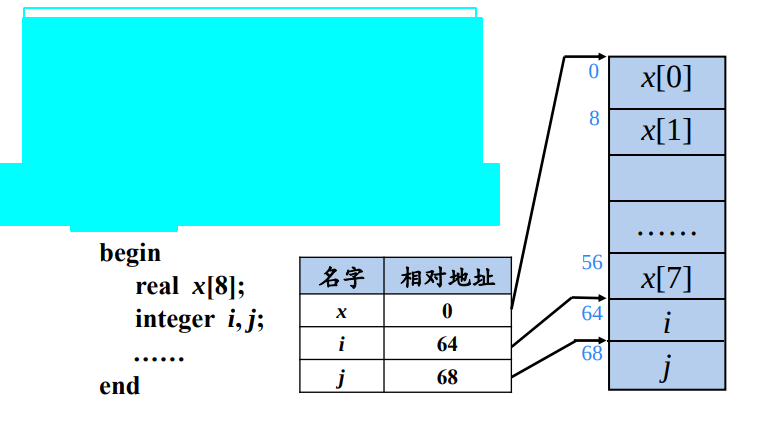 begin
real x[8];
integer i, j;
……
end
名字 相对地址
x 0
i 64
j 68
0 x[0]
8 x[1]
……
56 x[7]
64 i
68 j